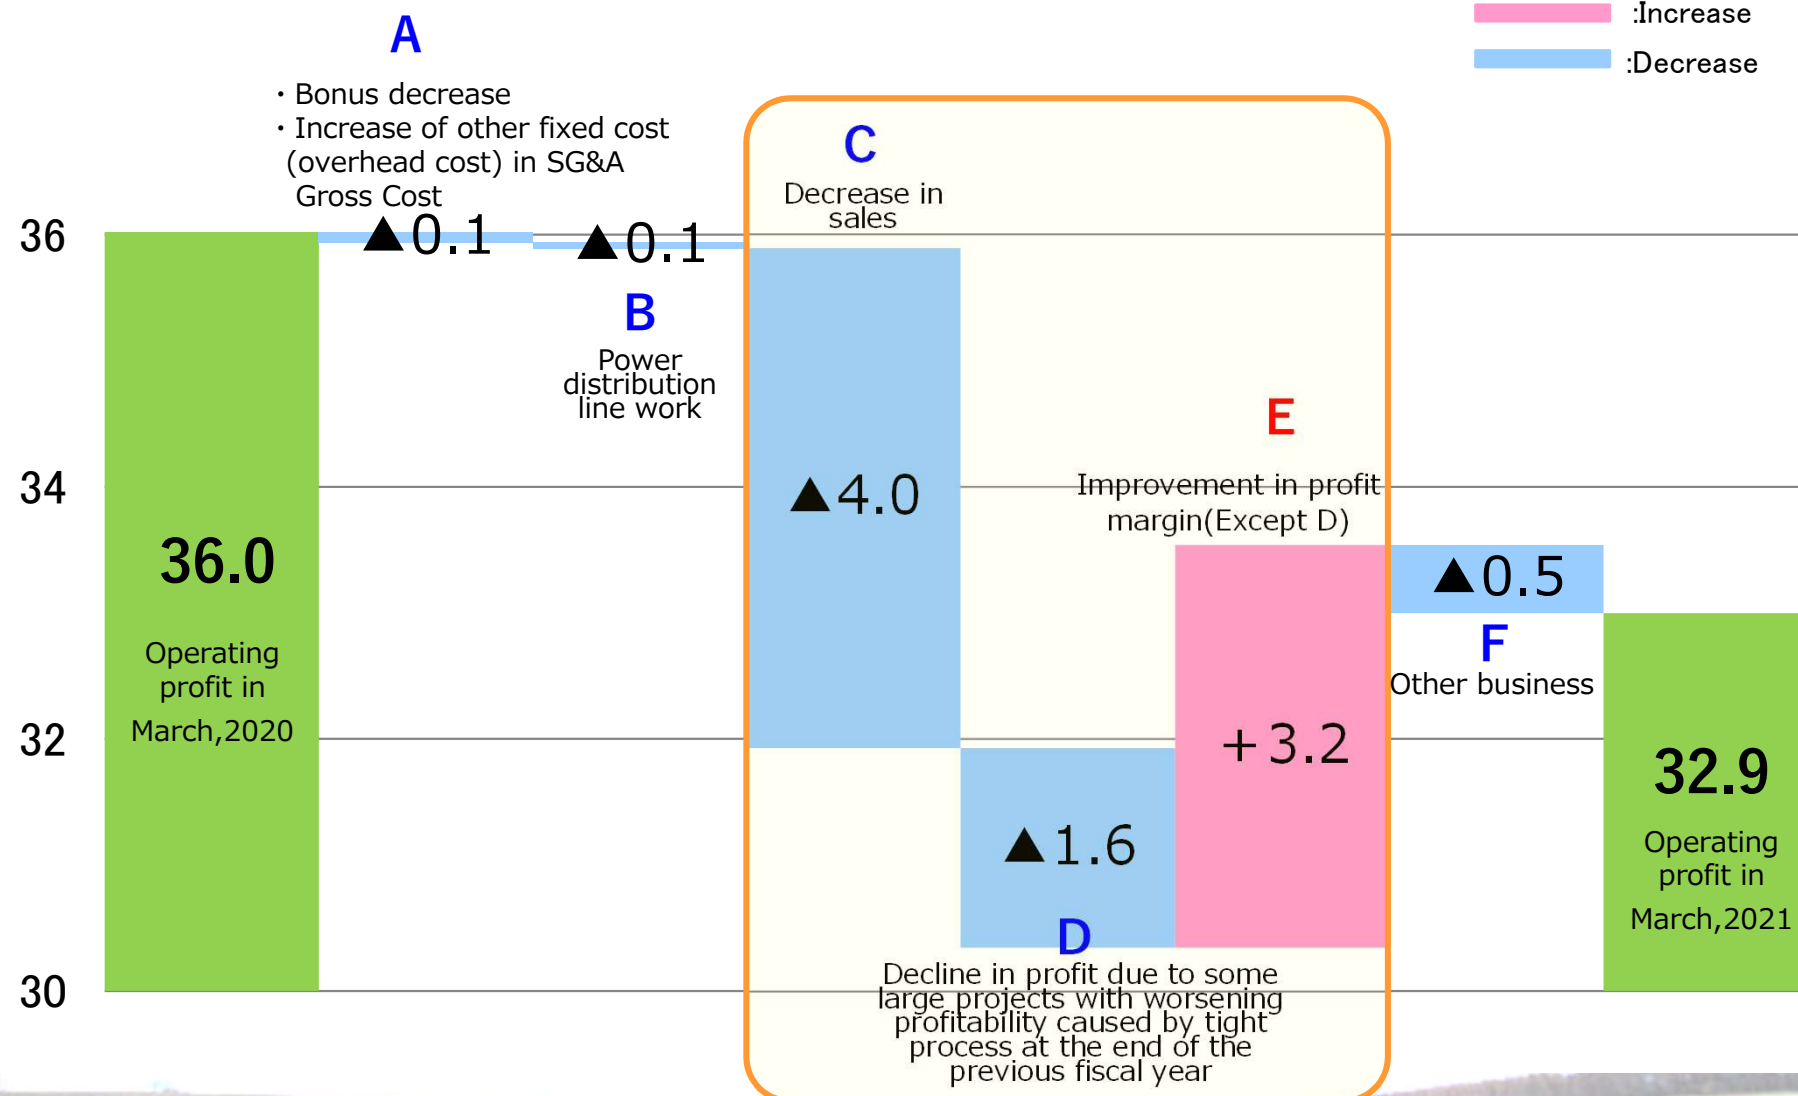 :Increase
:Decrease
A
・Bonus decrease
・Increase of other fixed cost
(overhead cost) in SG&A
Gross Cost
36
34
32
30
▲0.1
▲0.1
B
Power
distribution
line work
C
Decrease in
sales
▲4.0
▲1.6
D
Decline in profit due to some
large projects with worsening
profitability caused by tight
process at the end of the
previous fiscal year
E
Improvement in profit
margin(Except D)
+3.2
▲0.5
F
Other business
36.0
Operating
profit in
March,2020
32.9
Operating
profit in
March,2021